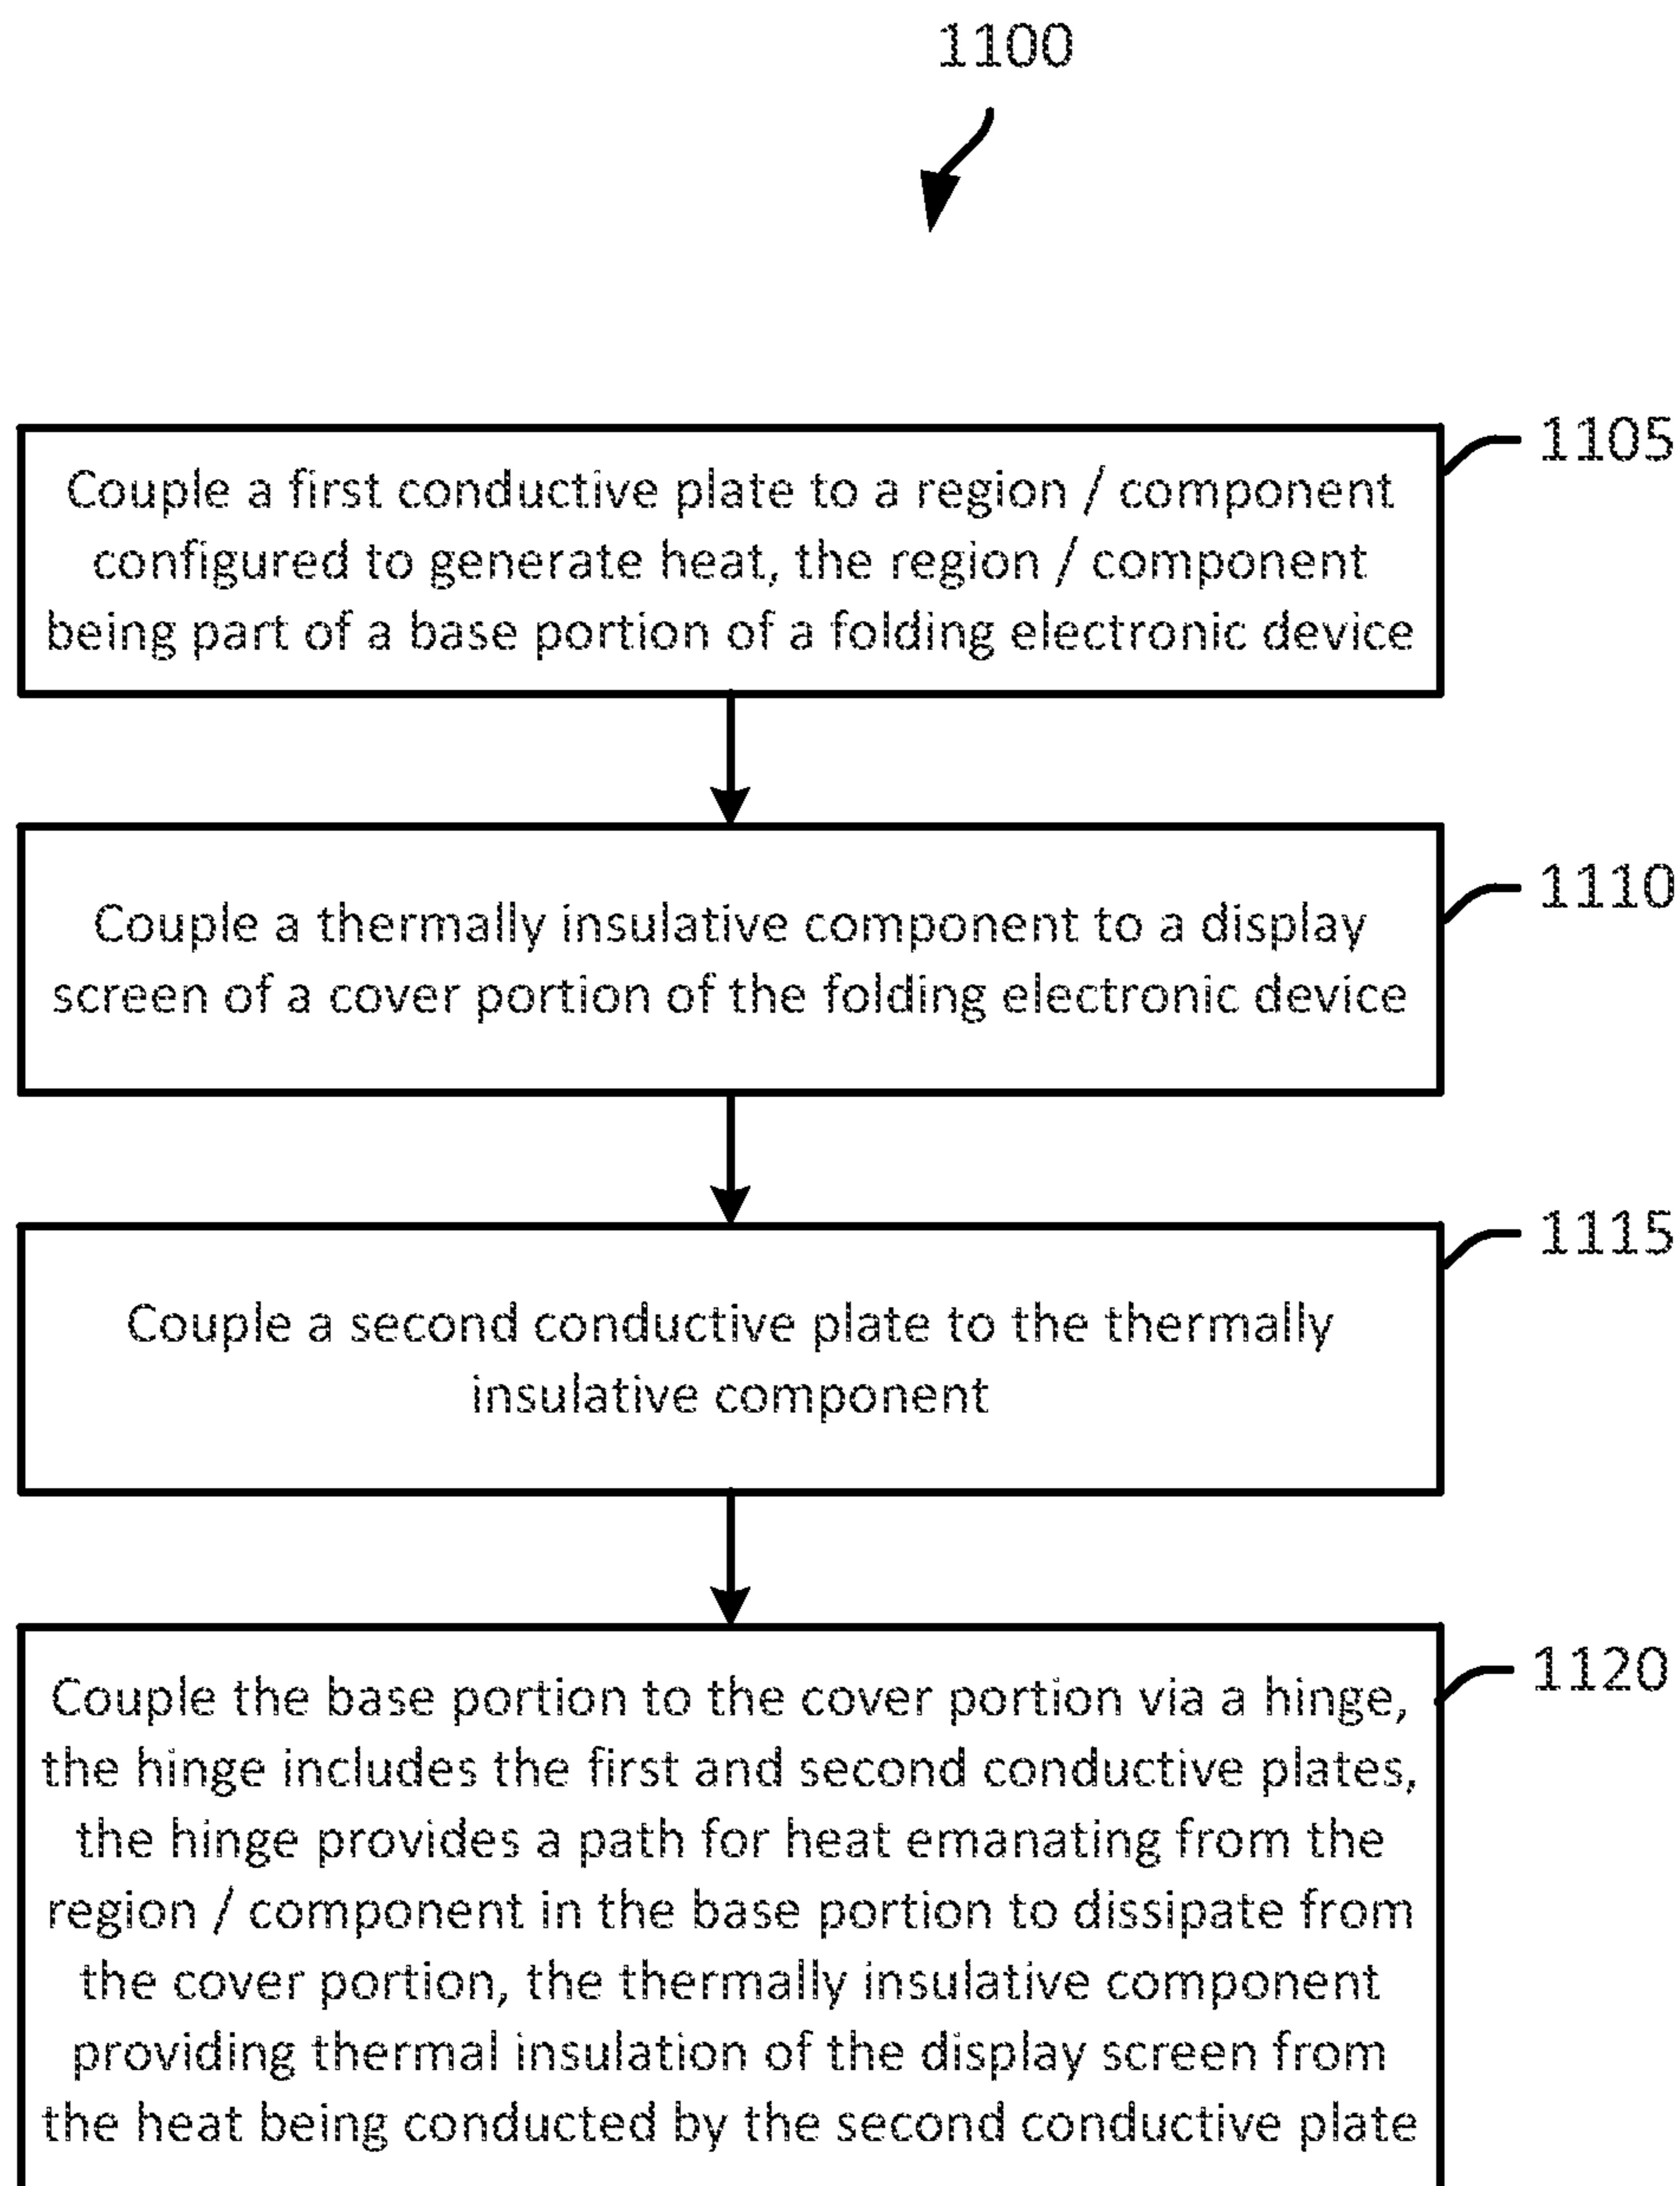 1100
Couple a first conductive plate to a region / component
configured to generate heat, the region / component
being part of a base portion of a folding electronic device
1105
Couple a thermally insulative component to a display
screen of a cover portion of the folding electronic device
1110
Couple a second conductive plate to the thermally
insulative component
1115
Couple the base portion to the cover portion via a hinge,
the hinge includes the first and second conductive plates,
the hinge provides a path for heat emanating from the
region / component in the base portion to dissipate from
the cover portion, the thermally insulative component
providing thermal insulation of the display screen from
the heat being conducted by the second conductive plate
1120